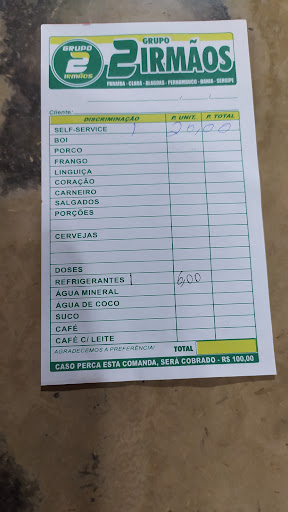 GRUPO
2
IRMÃOS
GRUPO
2 IRMÃOS
PARAÍBA - CEARÁ - ALAGOAS - PERNAMBUCO - BAHIA - SERGIPE
Cliente:
DISCRIMINAÇÃO P. UNIT. P. TOTAL
SELF-SERVICE 1 20,00
BOI
PORCO
FRANGO
LINGUIÇA
CORAÇÃO
CARNEIRO
SALGADOS
PORÇÕES
CERVEJAS
DOSES
REFRIGERANTES 1 6,00
ÁGUA MINERAL
ÁGUA DE COCO
SUCO
CAFÉ
CAFÉ C/ LEITE
AGRADECEMOS A PREFERÊNCIA! TOTAL
CASO PERCA ESTA COMANDA, SERÁ COBRADO - R$ 100,00